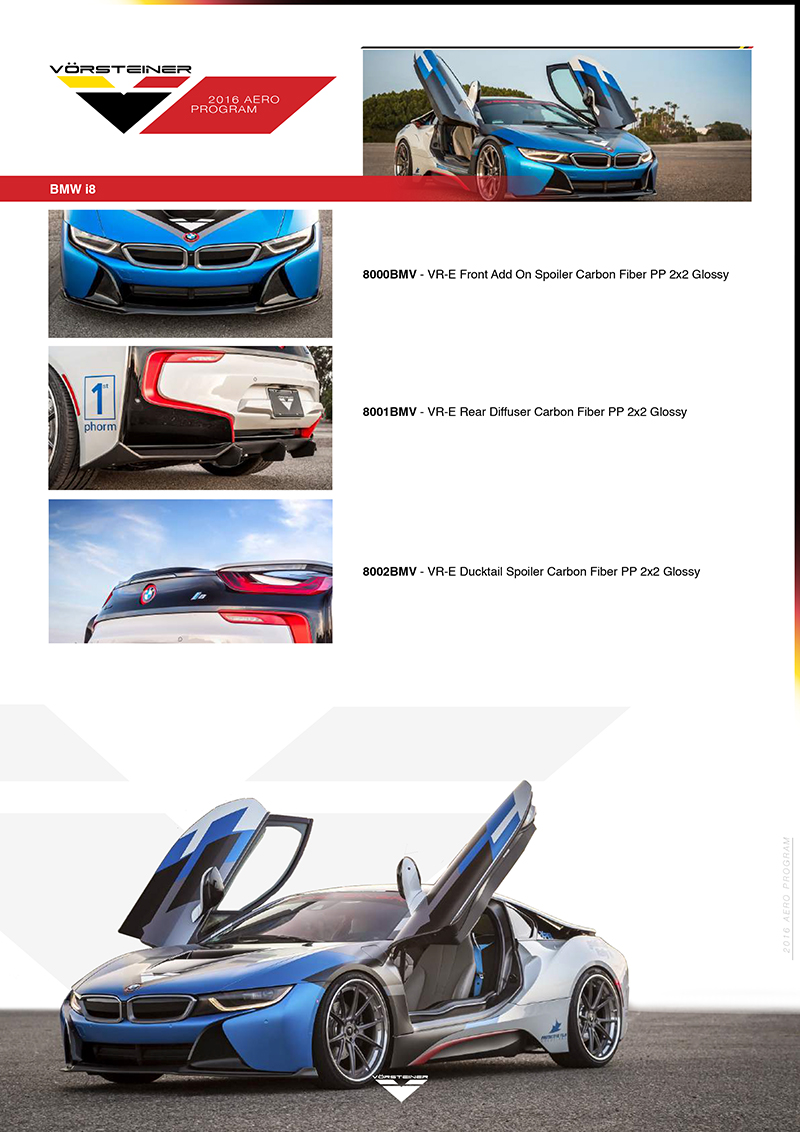 VÖRSTEINER
2016 AERO
PROGRAM
BMW i8
8000BMV - VR-E Front Add On Spoiler Carbon Fiber PP 2x2 Glossy
1st
phorm
8001BMV - VR-E Rear Diffuser Carbon Fiber PP 2x2 Glossy
8002BMV - VR-E Ducktail Spoiler Carbon Fiber PP 2x2 Glossy
2016 AERO PROGRAM
VÖRSTEINER